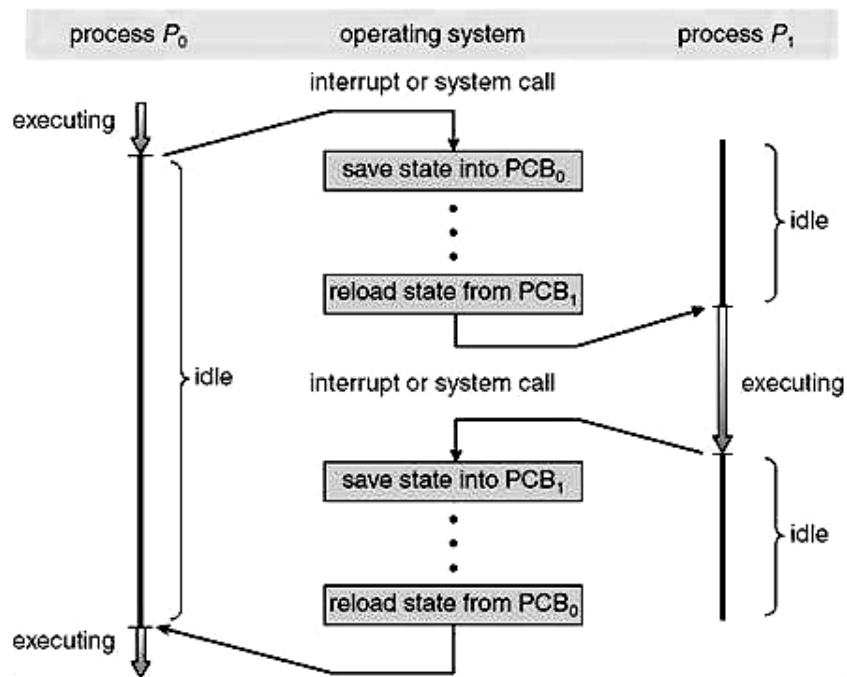 process P₀
operating system
process P₁
interrupt or system call
executing
save state into PCB₀
idle
reload state from PCB₁
idle
interrupt or system call
executing
save state into PCB₁
idle
reload state from PCB₀
executing